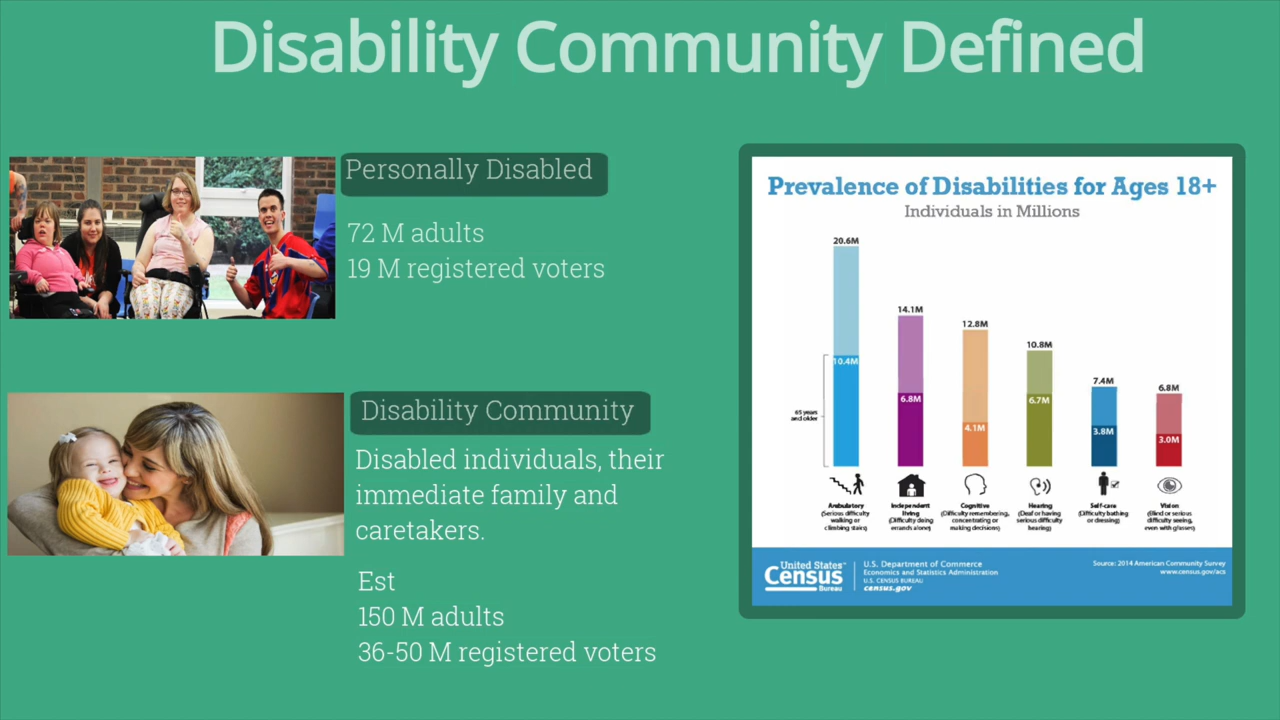 Disability Community Defined
Personally Disabled
72 M adults
19 M registered voters
Disability Community
Disabled individuals, their
immediate family and
caretakers.
Est
150 M adults
36-50 M registered voters
Prevalence of Disabilities for Ages 18+
Individuals in Millions
20.6M
14.1M
12.8M
10.8M
7.4M
6.8M
10.4M
6.8M
4.1M
6.7M
3.8M
3.0M
65 years
and older
Ambulatory
(Serious difficulty
walking or
climbing stairs)
Independent
living
(Difficulty doing
errands alone)
Cognitive
(Difficulty remembering,
concentrating or
making decisions)
Hearing
(Deaf or having
serious difficulty
hearing)
Self-care
(Difficulty bathing
or dressing)
Vision
(Blind or serious
difficulty seeing,
even with glasses)
United States™
Census
Bureau
U.S. Department of Commerce
Economics and Statistics Administration
U.S. CENSUS BUREAU
census.gov
Source: 2014 American Community Survey
www.census.gov/acs